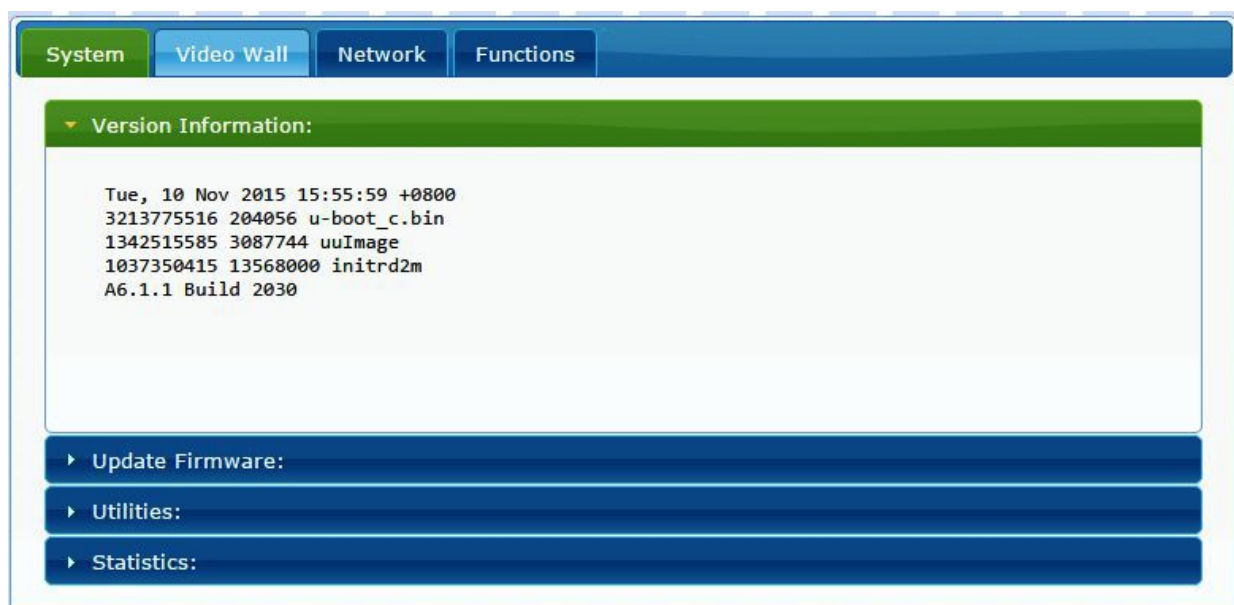 System Video Wall Network Functions
Version Information:
Tue, 10 Nov 2015 15:55:59 +0800
3213775516 204056 u-boot_c.bin
1342515585 3087744 uuImage
1037350415 13568000 initrd2m
A6.1.1 Build 2030
Update Firmware:
Utilities:
Statistics: